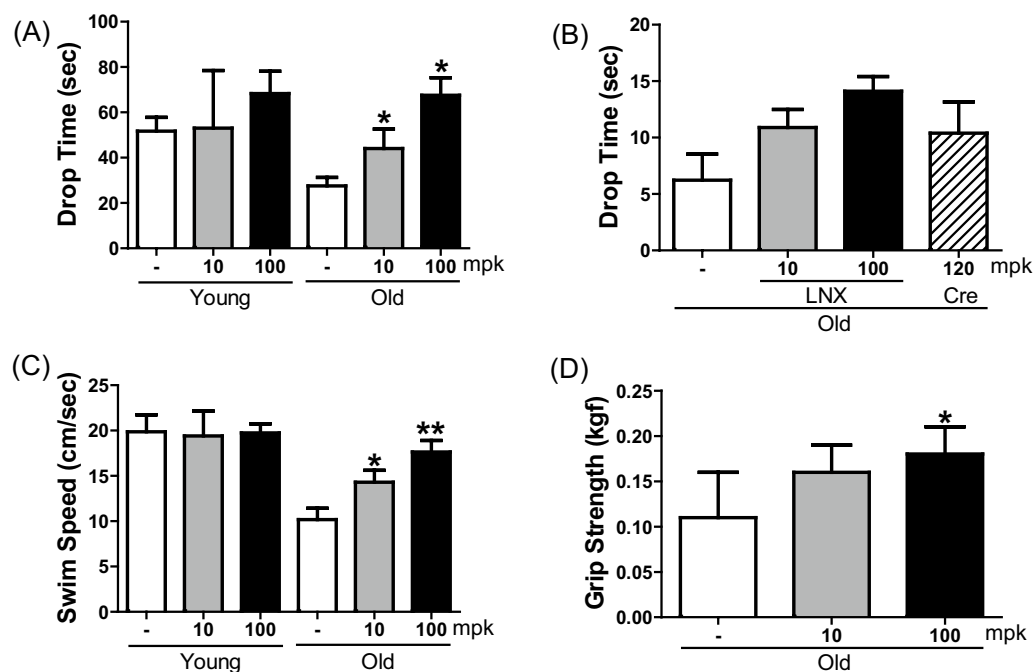 (A)
Drop Time (sec)
100
80
60
40
20
0
* *
- 10 100 - 10 100 mpk
Young Old
(B)
Drop Time (sec)
20
15
10
5
0
- 10 100 120 mpk
LNX Cre
Old
(C)
Swim Speed (cm/sec)
25
20
15
10
5
0
* **
- 10 100 - 10 100 mpk
Young Old
(D)
Grip Strength (kgf)
0.25
0.20
0.15
0.10
0.05
0.00
*
- 10 100 mpk
Old